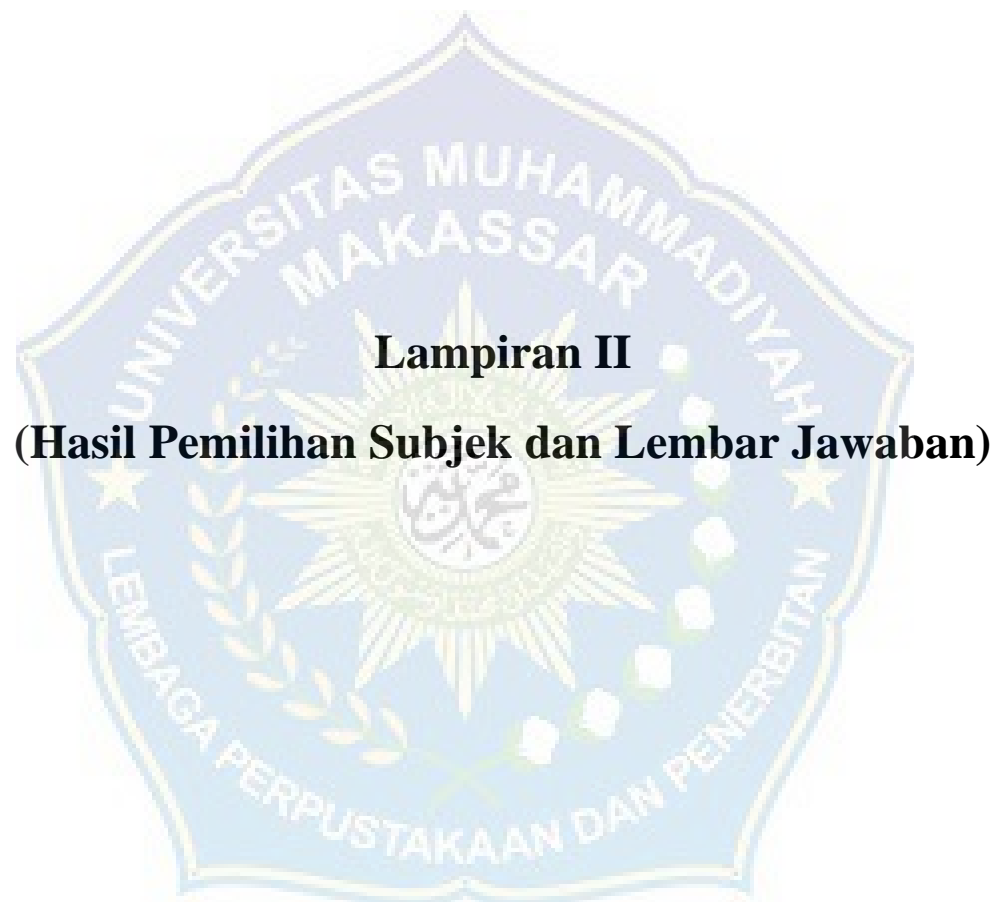 UNIVERSITAS MUHAMMADIYAH
MAKASSAR
Lampiran II
(Hasil Pemilihan Subjek dan Lembar Jawaban)
LEMBAGA PERPUSTAKAAN DAN PENERBITAN